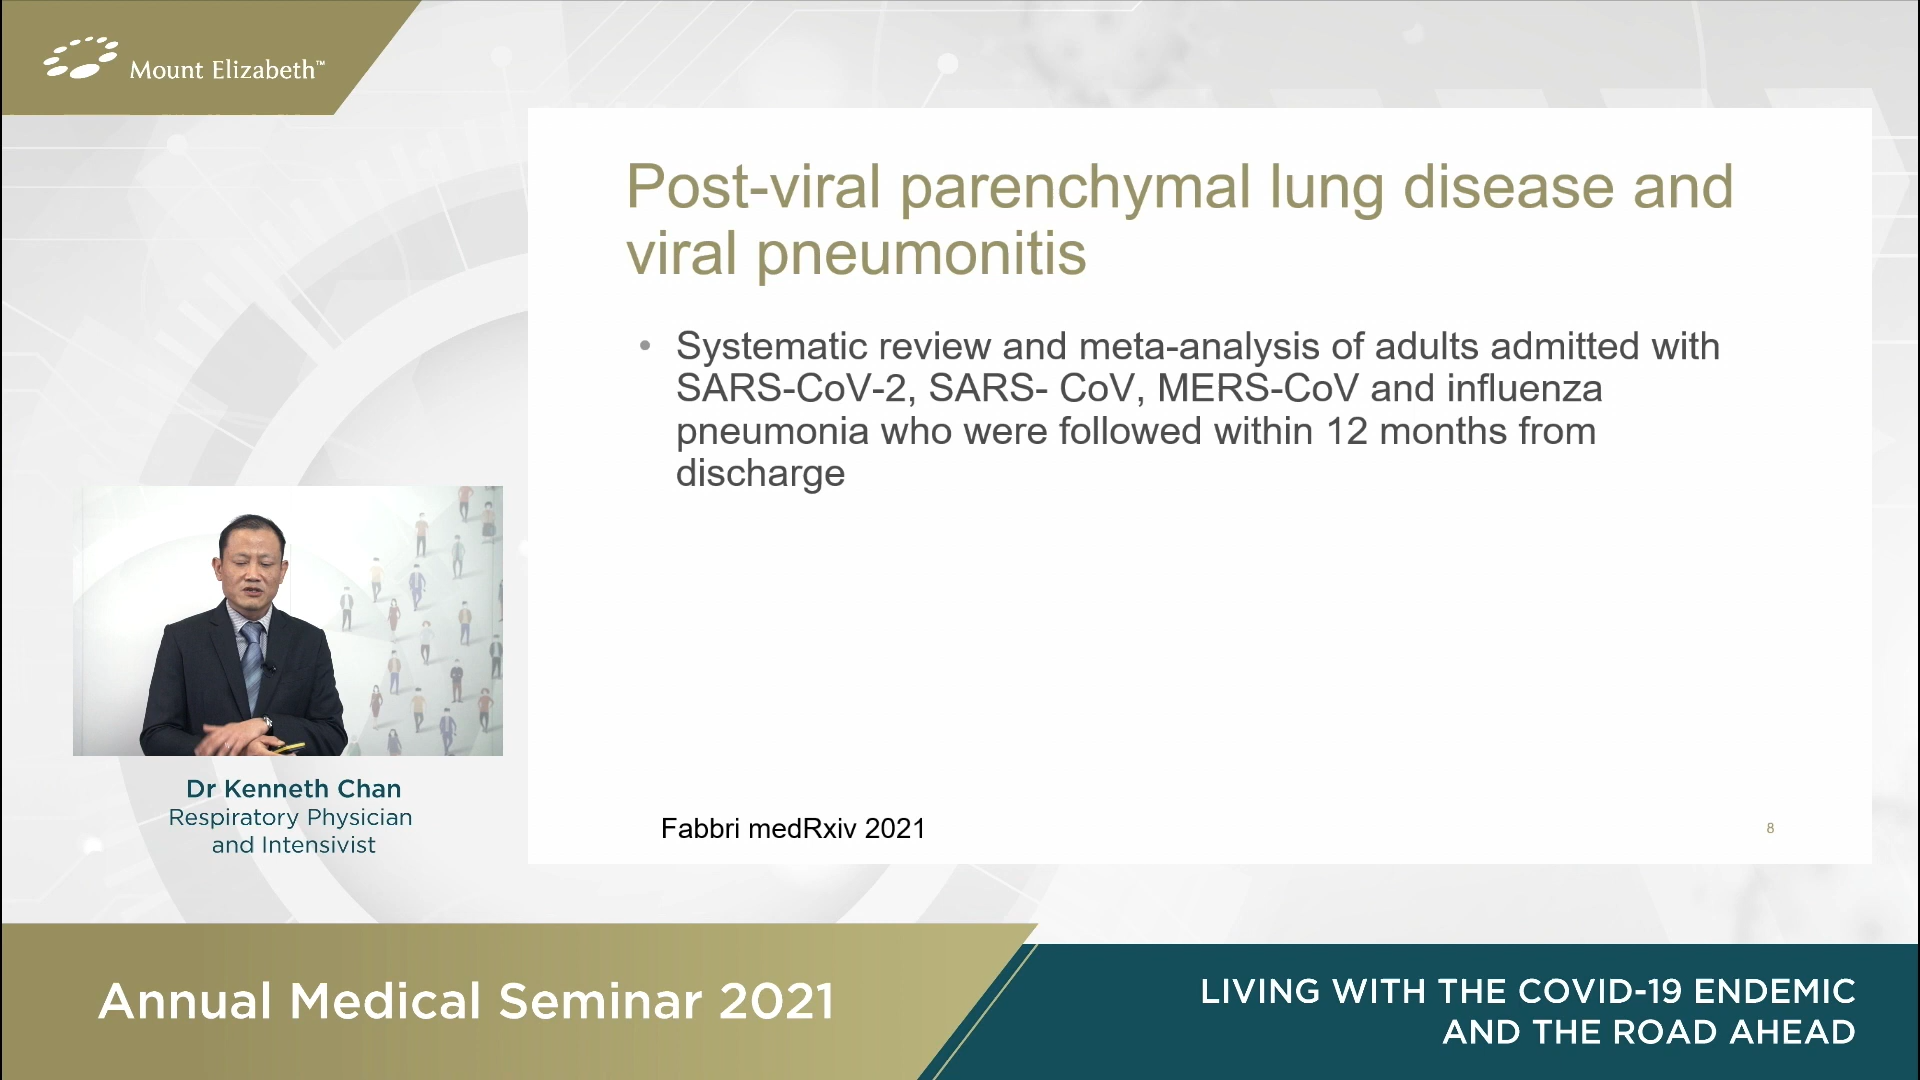 Mount Elizabeth™
Post-viral parenchymal lung disease and
viral pneumonitis
• Systematic review and meta-analysis of adults admitted with
SARS-CoV-2, SARS- CoV, MERS-CoV and influenza
pneumonia who were followed within 12 months from
discharge
Fabbri medRxiv 2021
8
Dr Kenneth Chan
Respiratory Physician
and Intensivist
Annual Medical Seminar 2021
LIVING WITH THE COVID-19 ENDEMIC
AND THE ROAD AHEAD